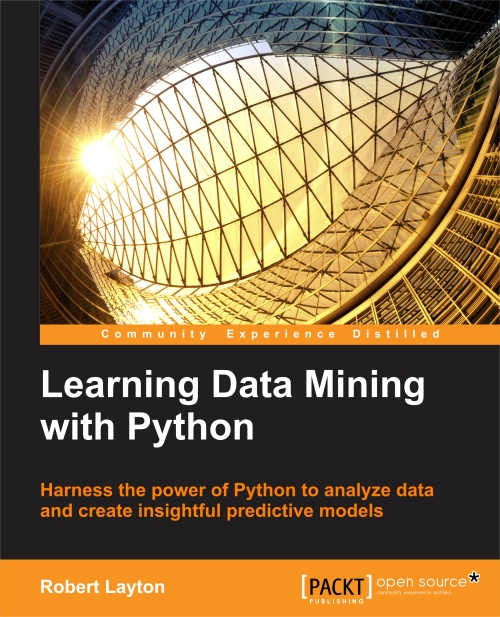 Community Experience Distilled
Learning Data Mining
with Python
Harness the power of Python to analyze data
and create insightful predictive models
Robert Layton
[PACKT]
PUBLISHING
open source*
community experience distilled